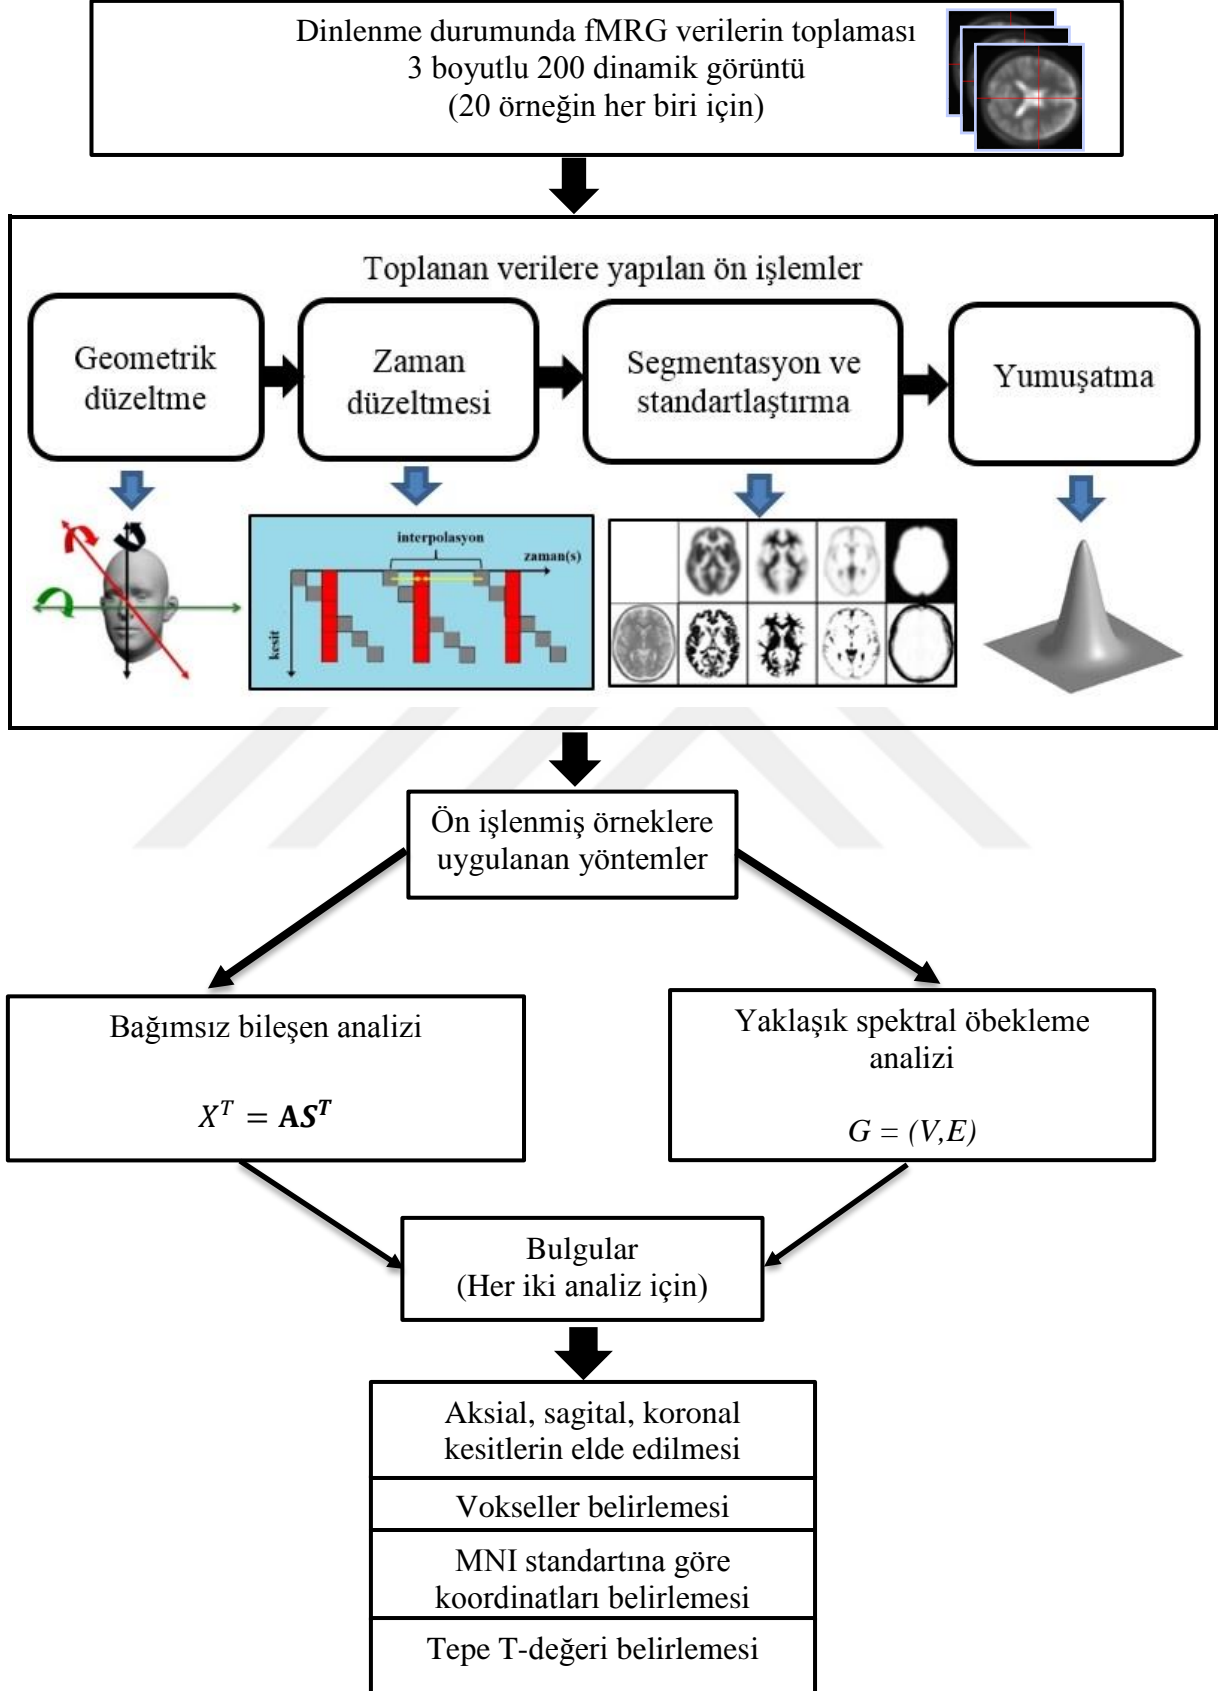 Dinlenme durumunda fMRG verilerin toplaması
3 boyutlu 200 dinamik görüntü
(20 örneğin her biri için)
Toplanan verilere yapılan ön işlemler
Geometrik
düzeltme
Zaman
düzeltmesi
Segmentasyon ve
standartlaştırma
Yumuşatma
interpolasyon
zaman(s)
kesit
Ön işlenmiş örneklere
uygulanan yöntemler
Bağımsız bileşen analizi
X^T = AS^T
Yaklaşık spektral öbekleme
analizi
G = (V,E)
Bulgular
(Her iki analiz için)
Aksial, sagital, koronal
kesitlerin elde edilmesi
Vokseller belirlemesi
MNI standartına göre
koordinatları belirlemesi
Tepe T-değeri belirlemesi